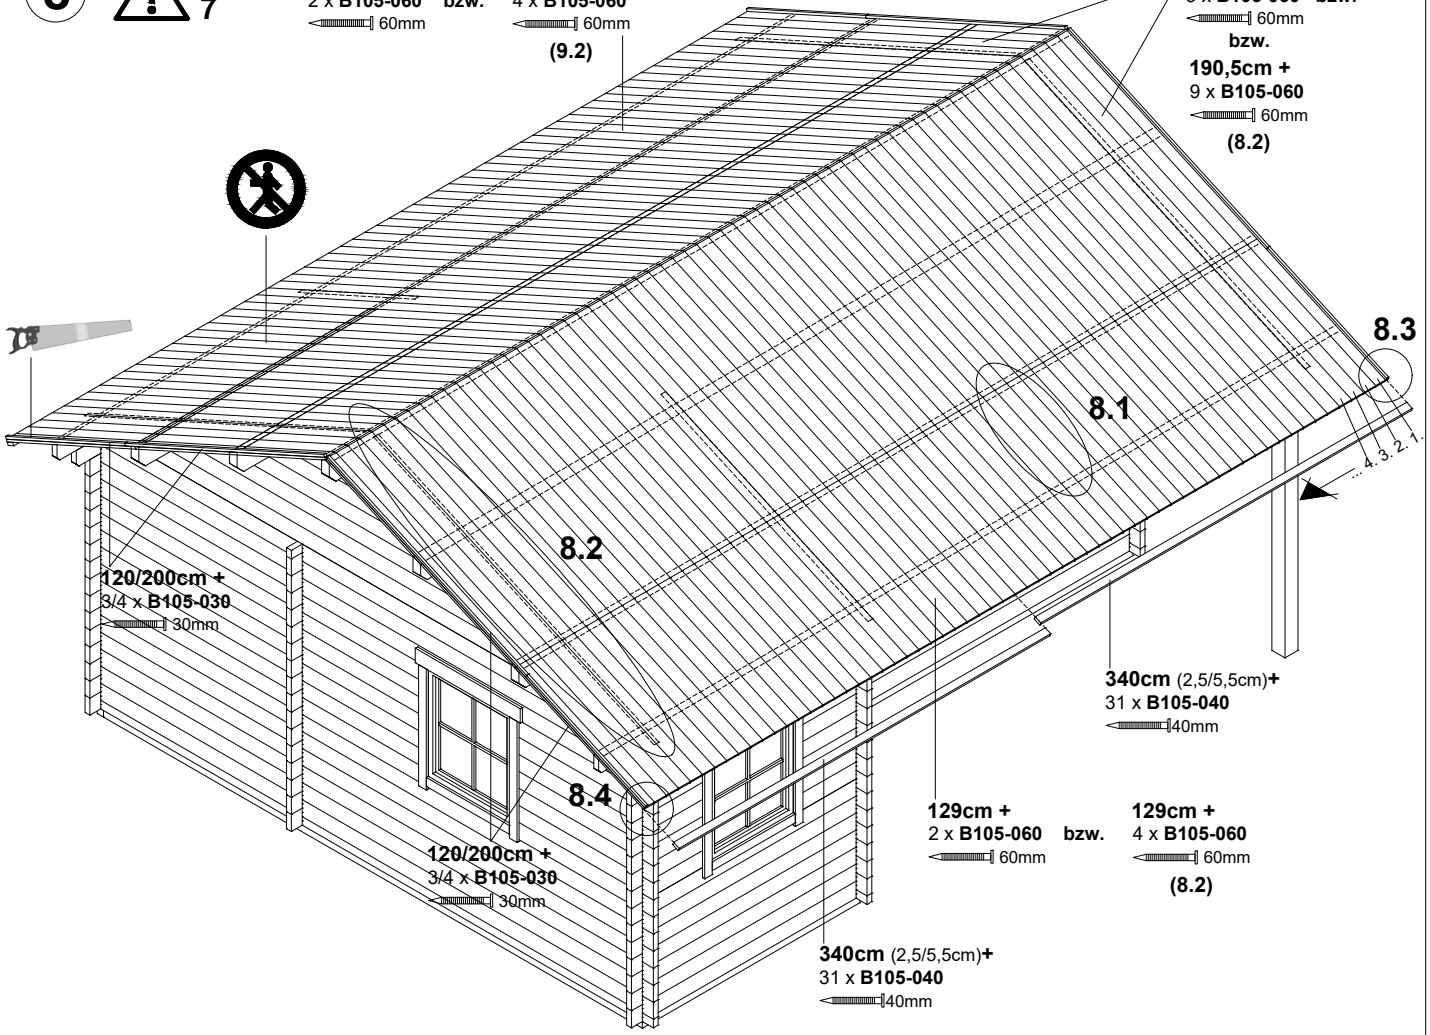 7
2 x B105-060 bzw. 4 x B105-060
60mm 60mm
(9.2)
60mm
bzw.
190,5cm +
9 x B105-060
60mm
(8.2)
8.3
8.1
... 4. 3. 2. 1.
8.2
120/200cm +
3/4 x B105-030
30mm
340cm (2,5/5,5cm)+
31 x B105-040
40mm
8.4
129cm + 129cm +
2 x B105-060 bzw. 4 x B105-060
60mm 60mm
(8.2)
120/200cm +
3/4 x B105-030
30mm
340cm (2,5/5,5cm)+
31 x B105-040
40mm